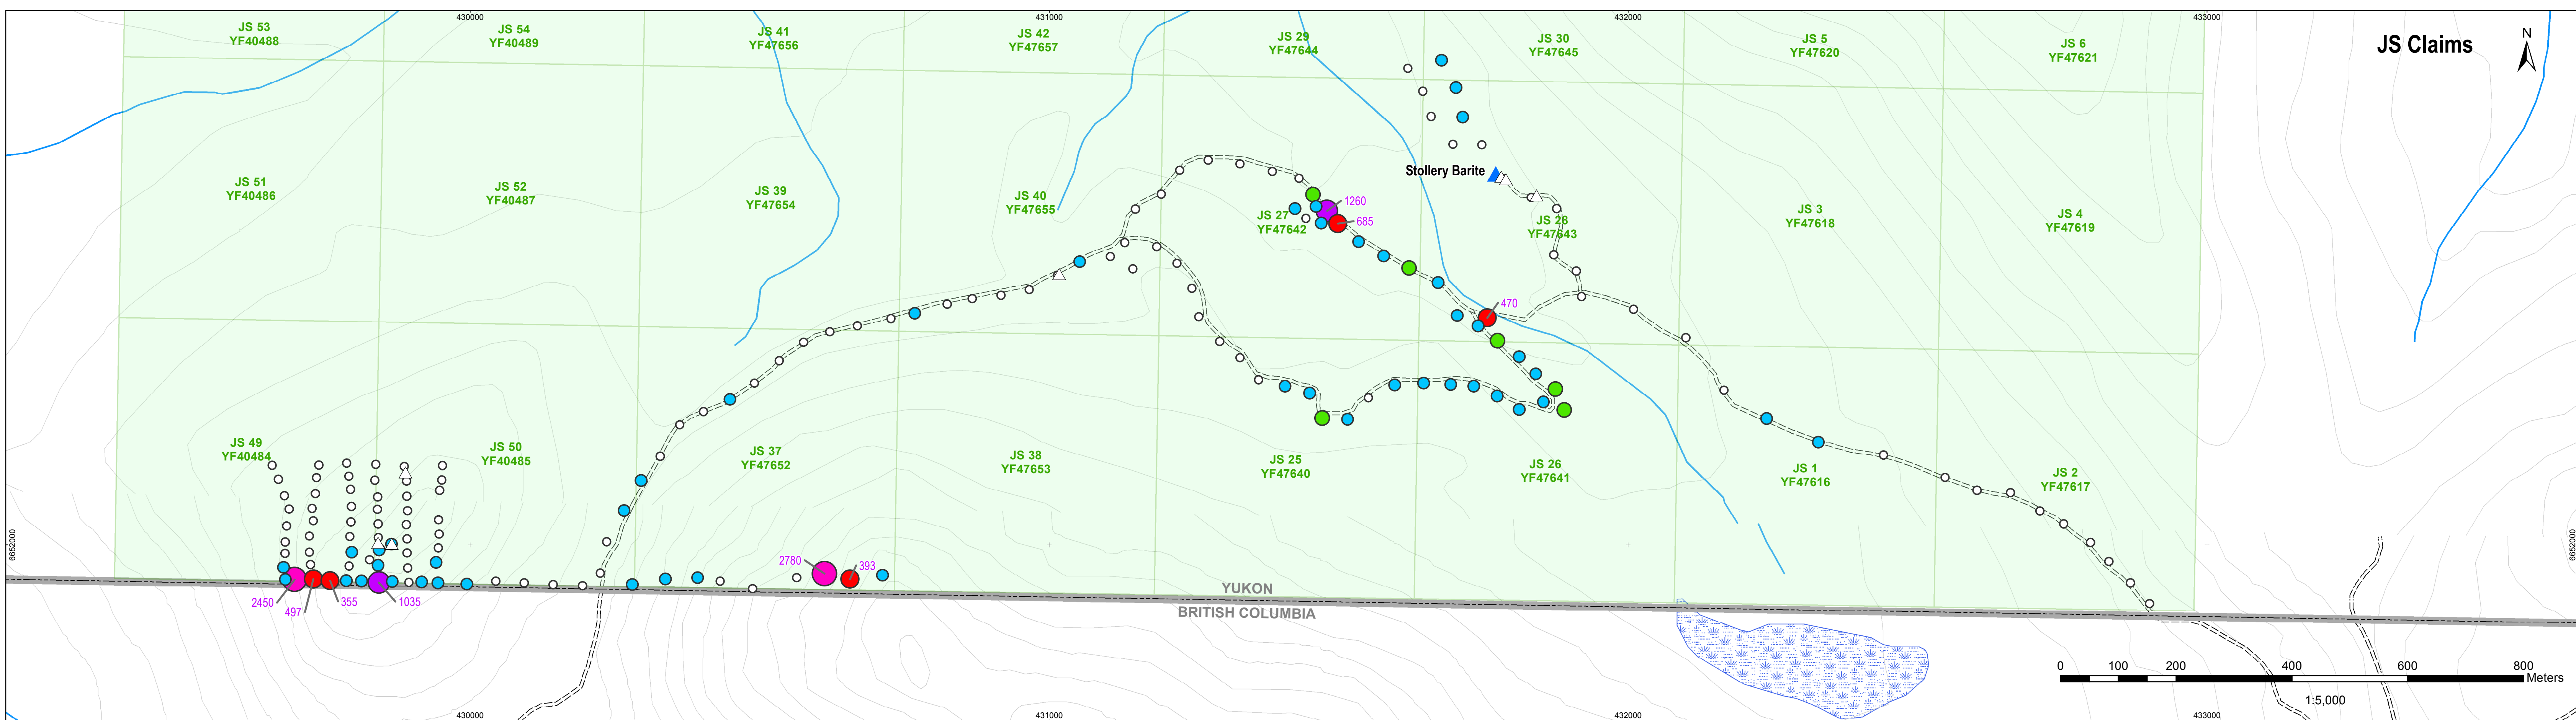 430000
431000
432000
433000
JS 53
YF40488
JS 54
YF40489
JS 41
YF47656
JS 42
YF47657
JS 29
YF47644
JS 30
YF47645
JS 5
YF47620
JS 6
YF47621
JS Claims
N
Stollery Barite
JS 51
YF40486
JS 52
YF40487
JS 39
YF47654
JS 40
YF47655
JS 27
YF47642
1260
685
JS 28
YF47643
JS 3
YF47618
JS 4
YF47619
470
JS 49
YF40484
JS 50
YF40485
JS 37
YF47652
JS 38
YF47653
JS 25
YF47640
JS 26
YF47641
JS 1
YF47616
JS 2
YF47617
6652000
6652000
2780
393
2450
497
355
1035
YUKON
BRITISH COLUMBIA
0 100 200 400 600 800
Meters
1:5,000
430000
431000
432000
433000